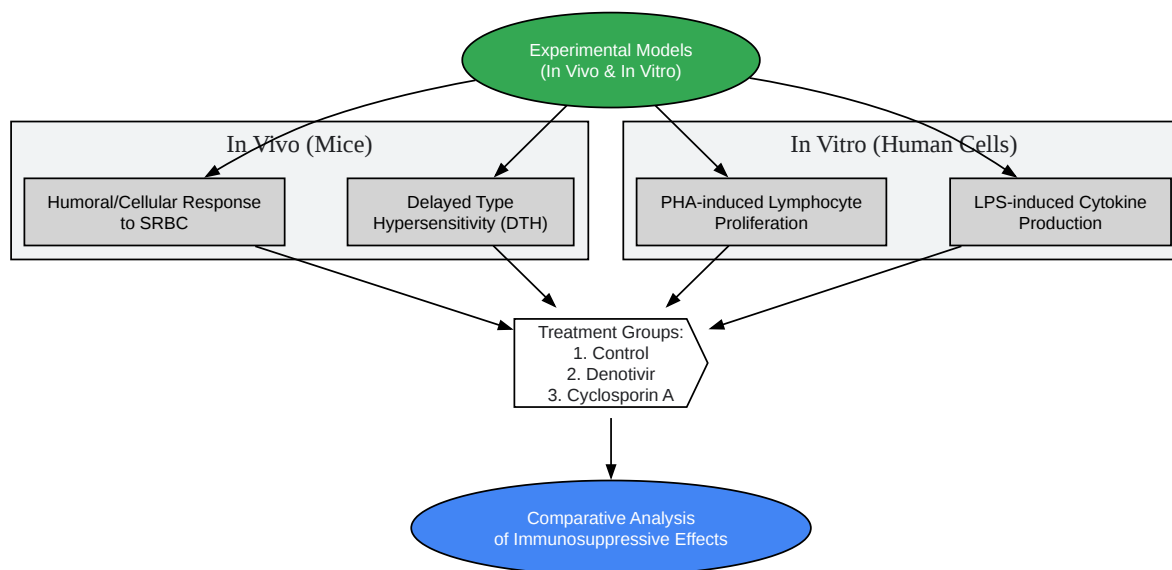 Experimental Models
(In Vivo & In Vitro)
In Vivo (Mice)
In Vitro (Human Cells)
Humoral/Cellular Response
to SRBC
Delayed Type
Hypersensitivity (DTH)
PHA-induced Lymphocyte
Proliferation
LPS-induced Cytokine
Production
Treatment Groups:
1. Control
2. Denotivir
3. Cyclosporin A
Comparative Analysis
of Immunosuppressive Effects